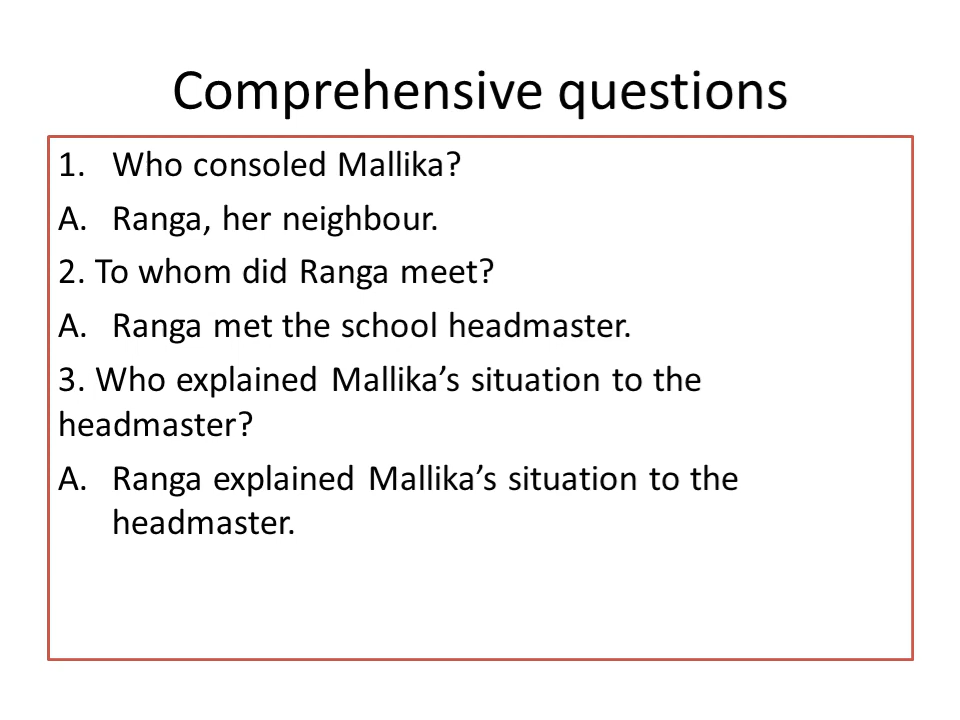 Comprehensive questions
1. Who consoled Mallika?
A. Ranga, her neighbour.
2. To whom did Ranga meet?
A. Ranga met the school headmaster.
3. Who explained Mallika’s situation to the
headmaster?
A. Ranga explained Mallika’s situation to the
headmaster.